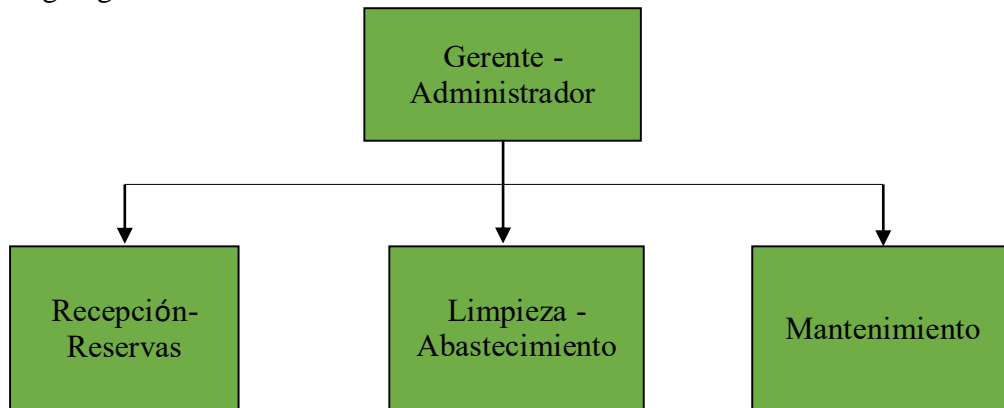 Gerente -
Administrador
Recepción-
Reservas
Limpieza -
Abastecimiento
Mantenimiento